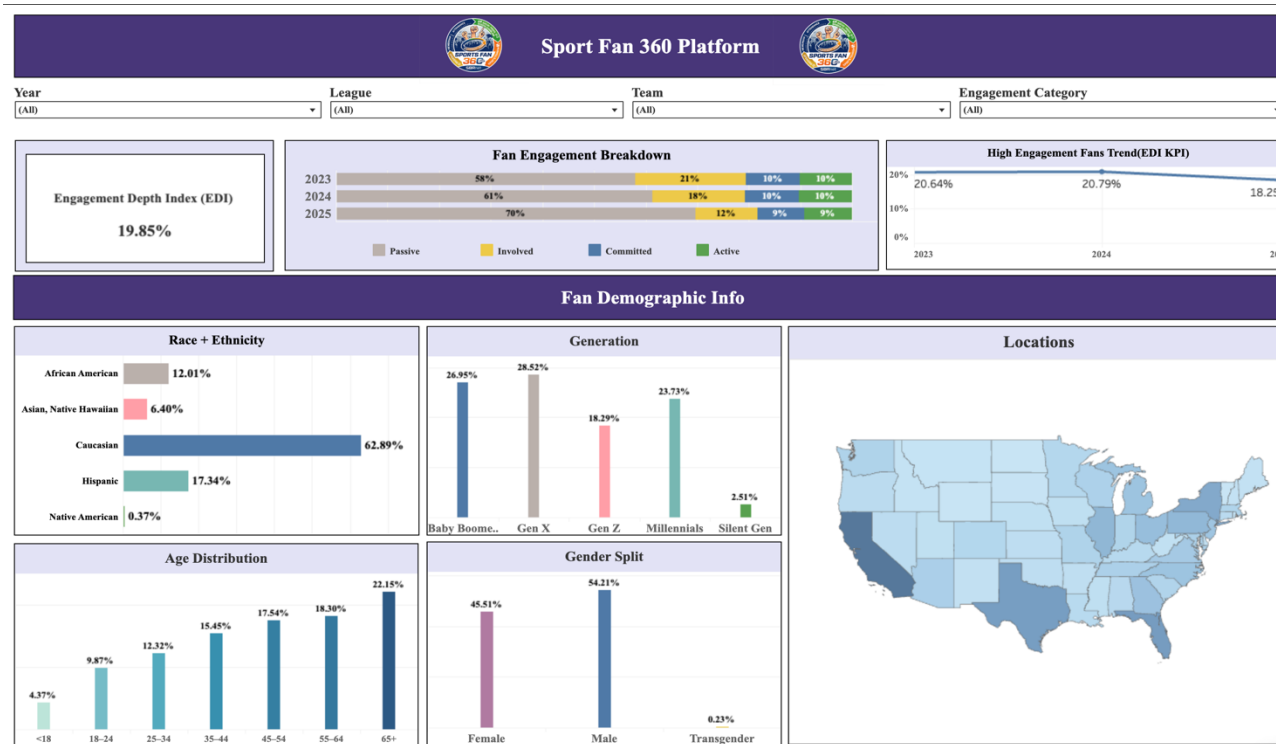 Sport Fan 360 Platform
SPORTS FAN
360
Year
(All)
League
(All)
Team
(All)
Engagement Category
(All)
Engagement Depth Index (EDI)
19.85%
Fan Engagement Breakdown
2023 58% 21% 10% 10%
2024 61% 18% 10% 10%
2025 70% 12% 9% 9%
Passive Involved Committed Active
High Engagement Fans Trend(EDI KPI)
20%
10%
0%
20.64% 20.79% 18.25
2023 2024 20
Fan Demographic Info
Race + Ethnicity
African American 12.01%
Asian, Native Hawaiian 6.40%
Caucasian 62.89%
Hispanic 17.34%
Native American 0.37%
Generation
26.95% 28.52% 18.29% 23.73% 2.51%
Baby Boome.. Gen X Gen Z Millennials Silent Gen
Locations
Age Distribution
4.37% 9.87% 12.32% 15.45% 17.54% 18.30% 22.15%
<18 18–24 25–34 35–44 45–54 55–64 65+
Gender Split
45.51% 54.21% 0.23%
Female Male Transgender